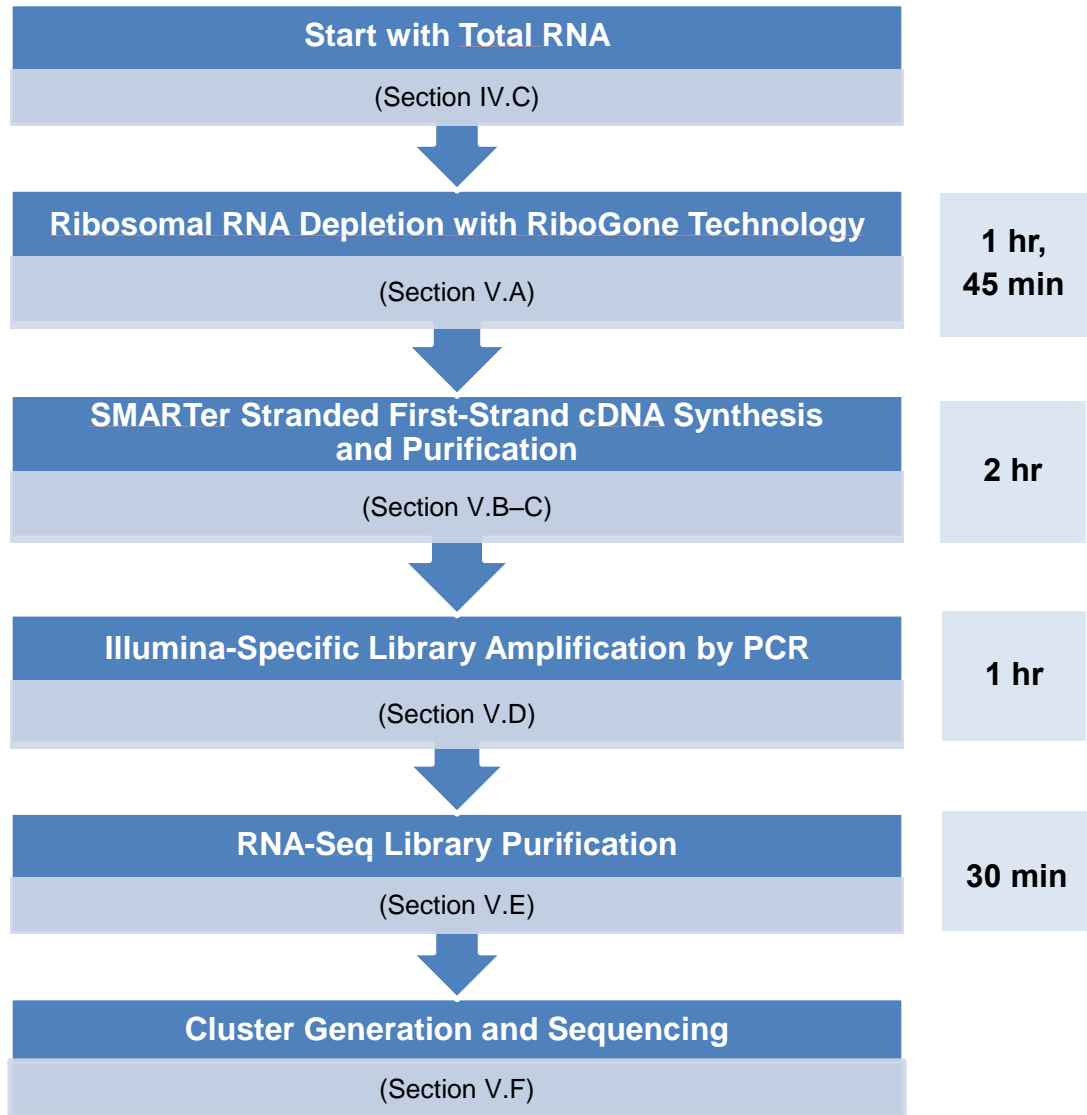 Start with Total RNA
(Section IV.C)
Ribosomal RNA Depletion with RiboGone Technology
(Section V.A)
1 hr,
45 min
SMARTer Stranded First-Strand cDNA Synthesis
and Purification
(Section V.B–C)
2 hr
Illumina-Specific Library Amplification by PCR
(Section V.D)
1 hr
RNA-Seq Library Purification
(Section V.E)
30 min
Cluster Generation and Sequencing
(Section V.F)